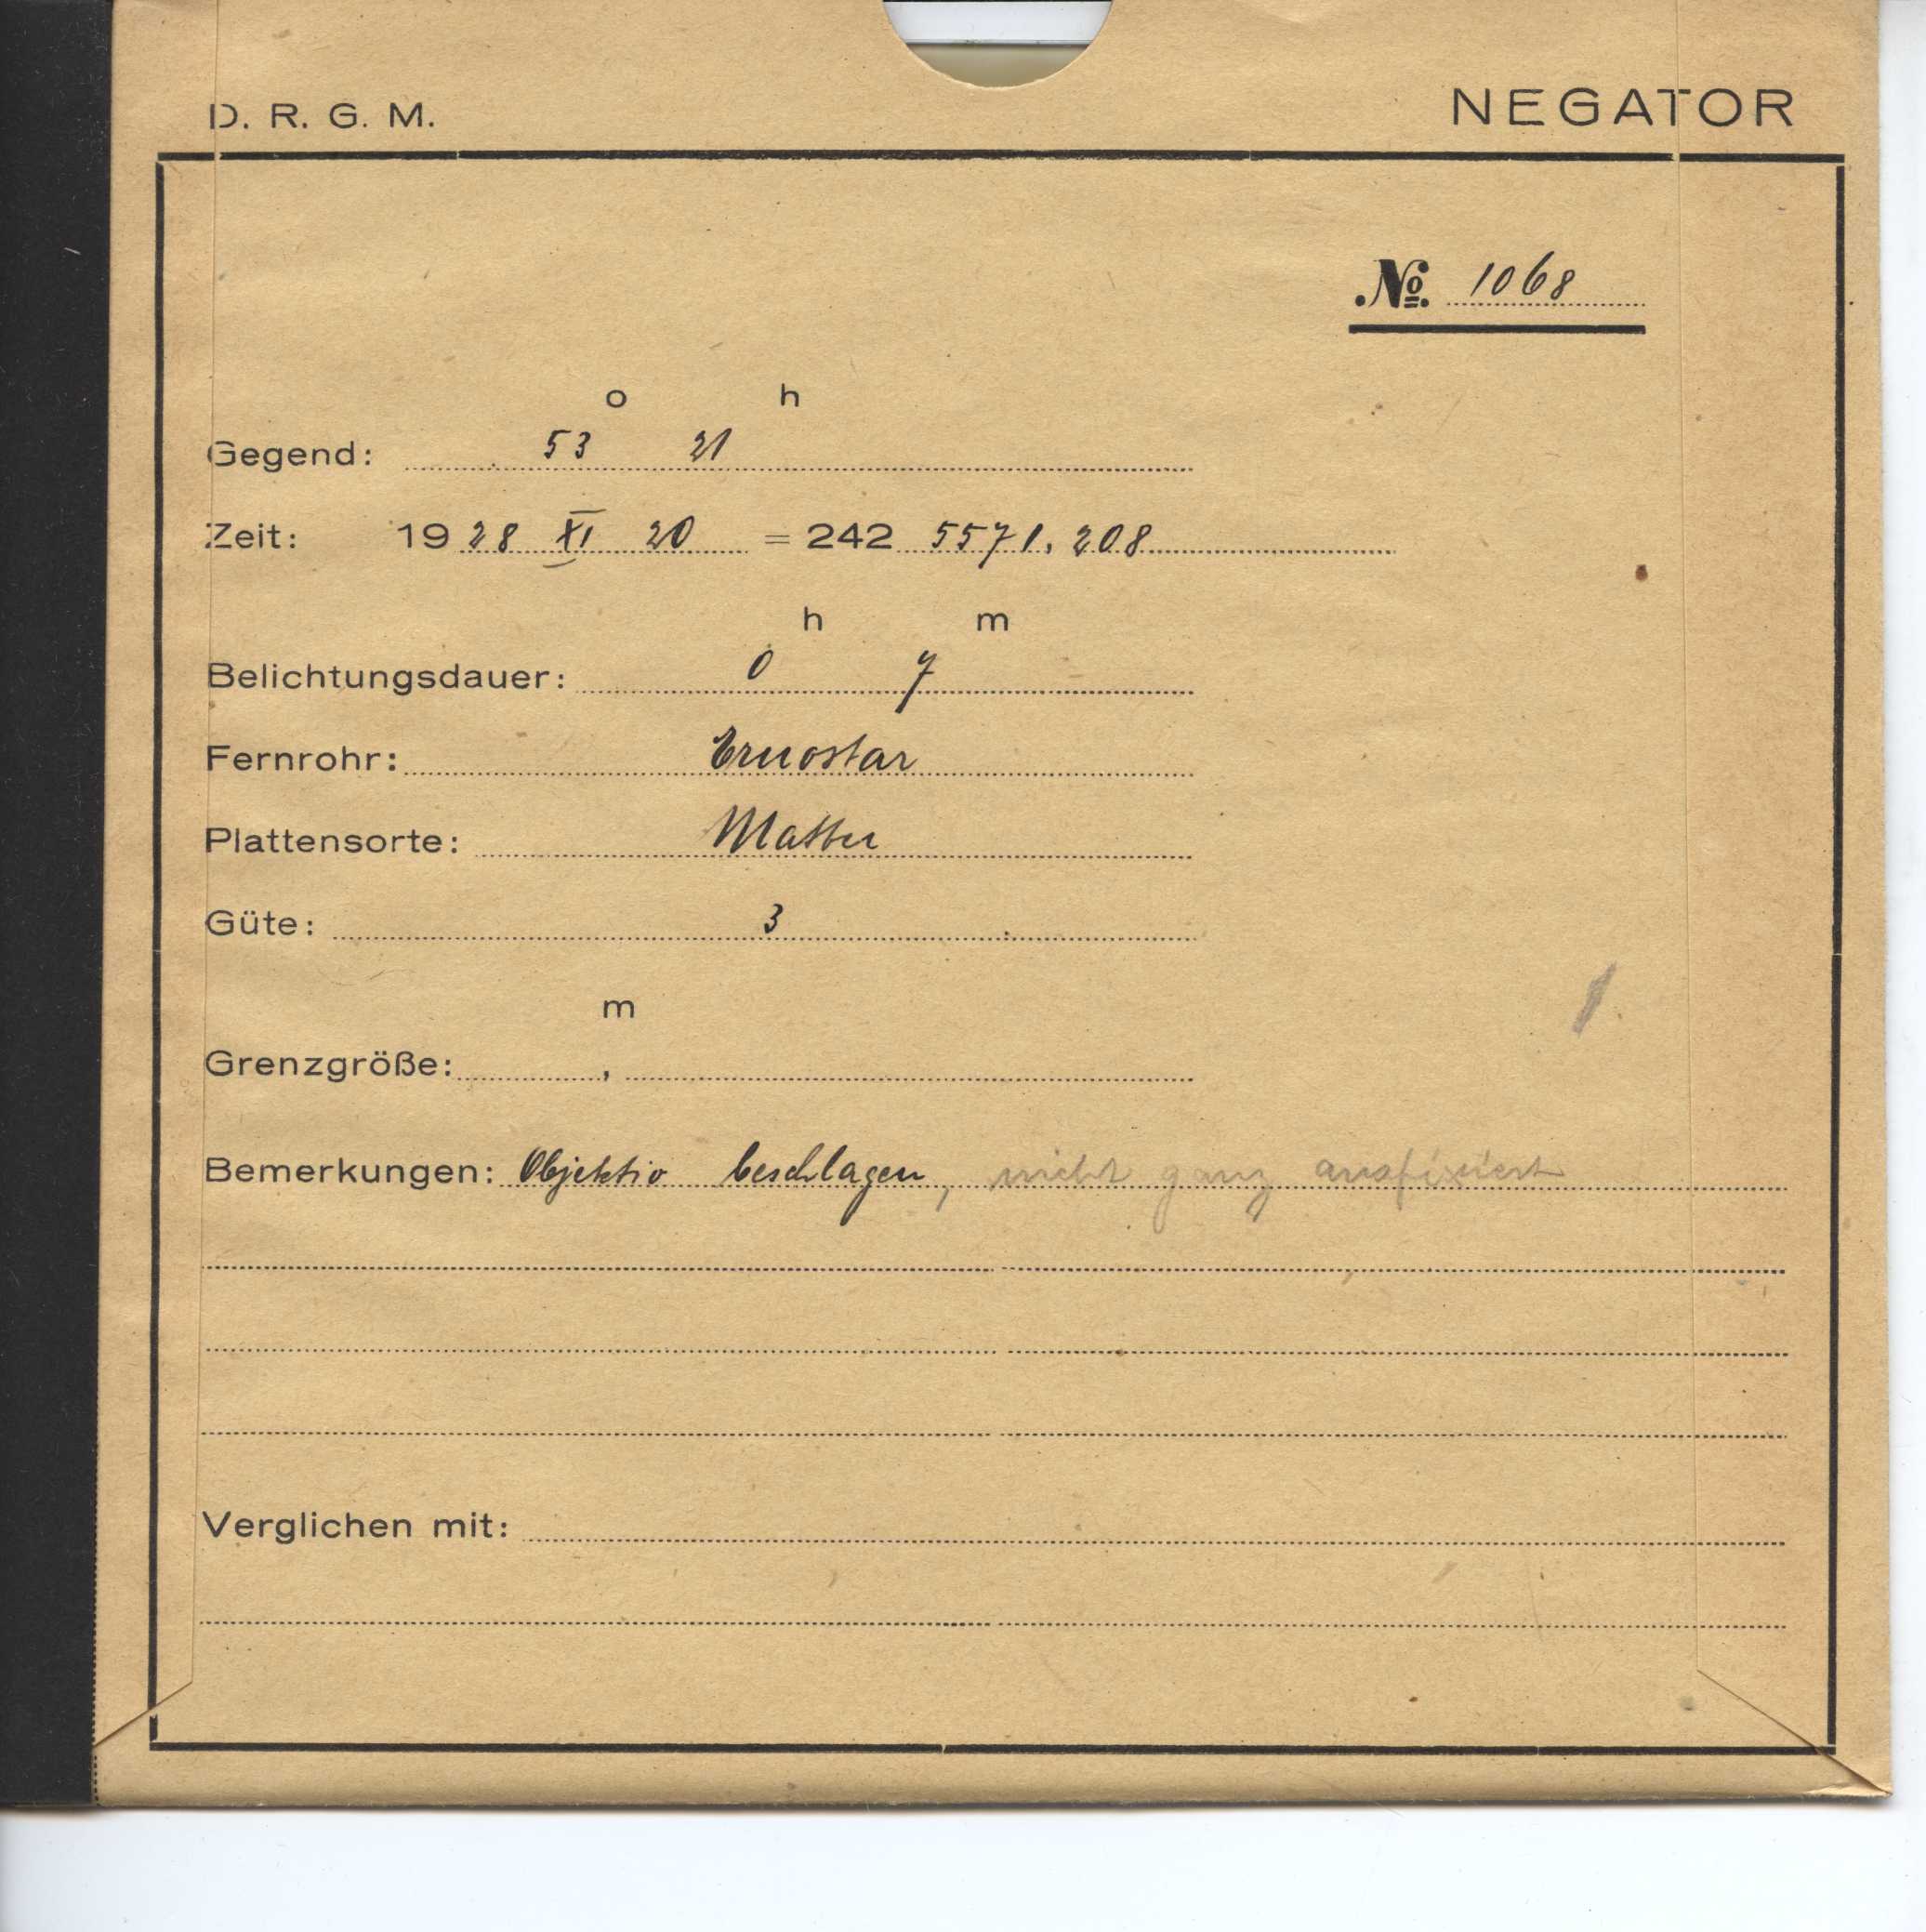 D. R. G. M. NEGATOR
№ 1068
o h
Gegend: 53 21
Zeit: 1928 XI 20 = 242 5571,208
h m
Belichtungsdauer: 0 7
Fernrohr: Ernostar
Plattensorte: Matter
Güte: 3
m
Grenzgröße: ,
Bemerkungen: Objektiv beschlagen, nicht ganz ausfixiert
Verglichen mit: